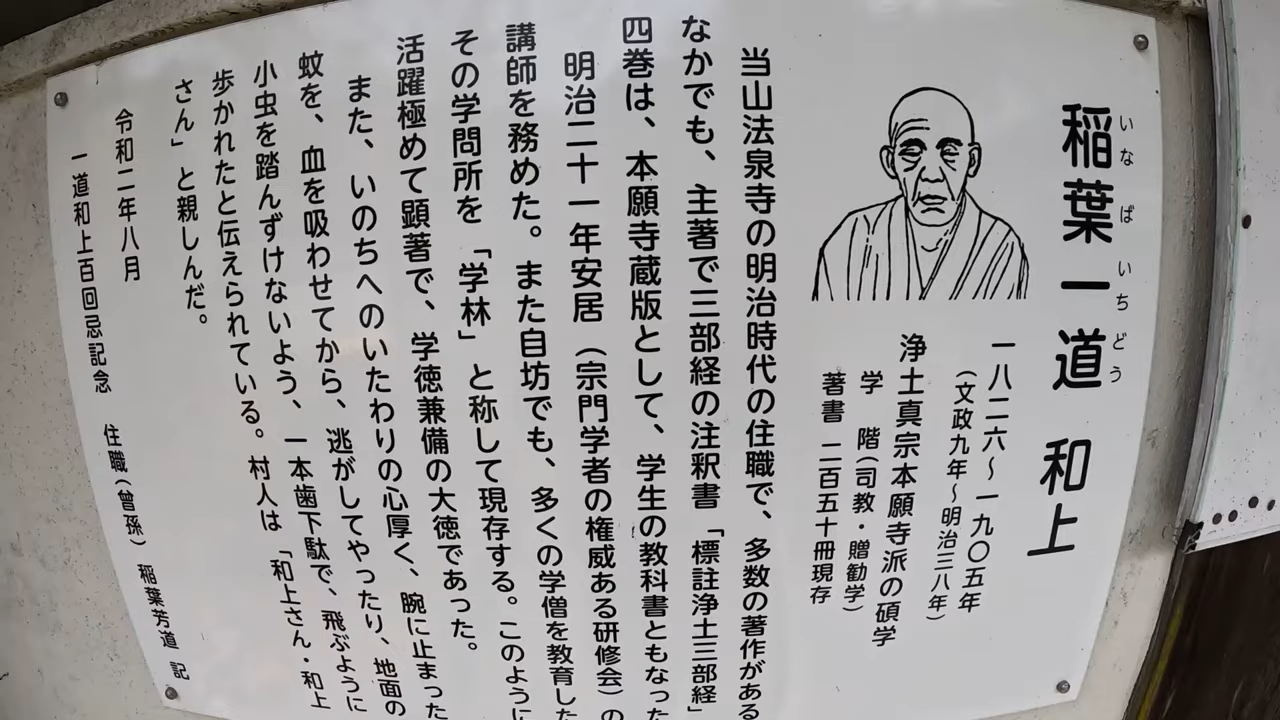 稲葉一道 和上
いなば いちどう
一八二六～一九〇五年
（文政九年～明治三八年）
浄土真宗本願寺派の碩学
学 階（司教・贈勧学）
著書 二百五十冊現存
当山法泉寺の明治時代の住職で、多数の著作がある
なかでも、主著で三部経の注釈書「標註浄土三部経」
四巻は、本願寺蔵版として、学生の教科書ともなった
明治二十一年安居（宗門学者の権威ある研修会）の
講師を務めた。また自坊でも、多くの学僧を教育した
その学問所を「学林」と称して現存する。このように
活躍極めて顕著で、学徳兼備の大徳であった。
また、いのちへのいたわりの心厚く、腕に止まった
蚊を、血を吸わせてから、逃がしてやったり、地面の
小虫を踏んずけないよう、一本歯下駄で、飛ぶように
歩かれたと伝えられている。村人は「和上さん・和上
さん」と親しんだ。
令和二年八月
一道和上百回忌記念 住職（曾孫）稲葉芳道 記